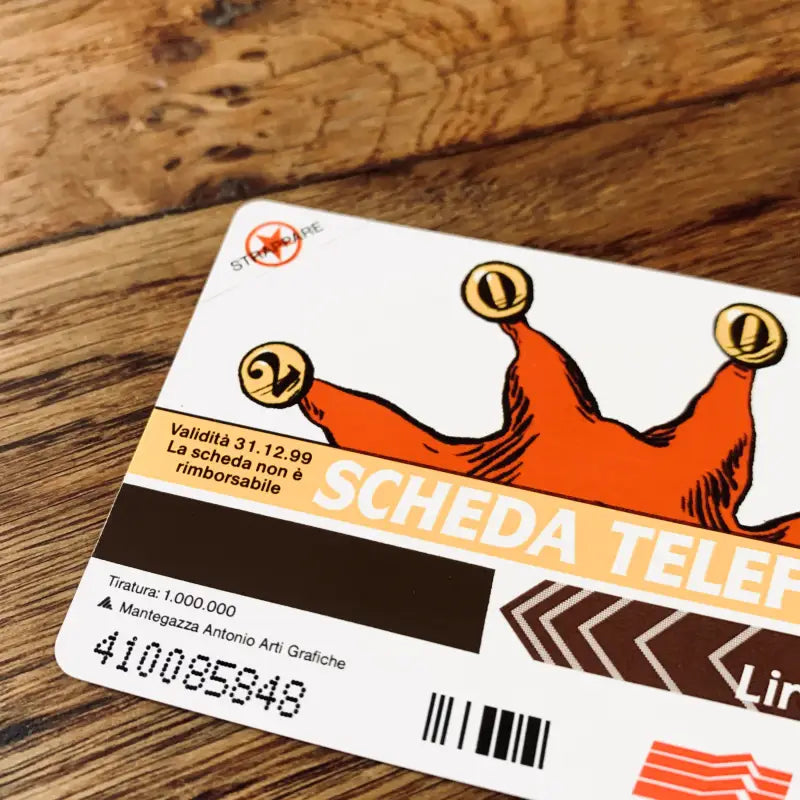 STRAPPARE
2 0 0
Validità 31.12.99
La scheda non è
rimborsabile
SCHEDA TELEF
Tiratura: 1.000.000
Mantegazza Antonio Arti Grafiche
410085848
Lir